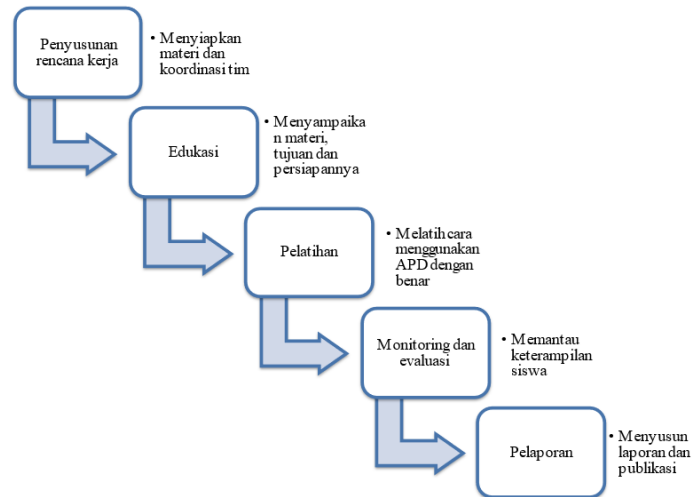 Penyusunan
rencana kerja
• Menyiapkan
materi dan
koordinasi tim
Edukasi
• Menyampaika
n materi,
tujuan dan
persiapannya
Pelatihan
• Melatih cara
menggunakan
APD dengan
benar
Monitoring dan
evaluasi
• Memantau
keterampilan
siswa
Pelaporan
• Menyusun
laporan dan
publikasi